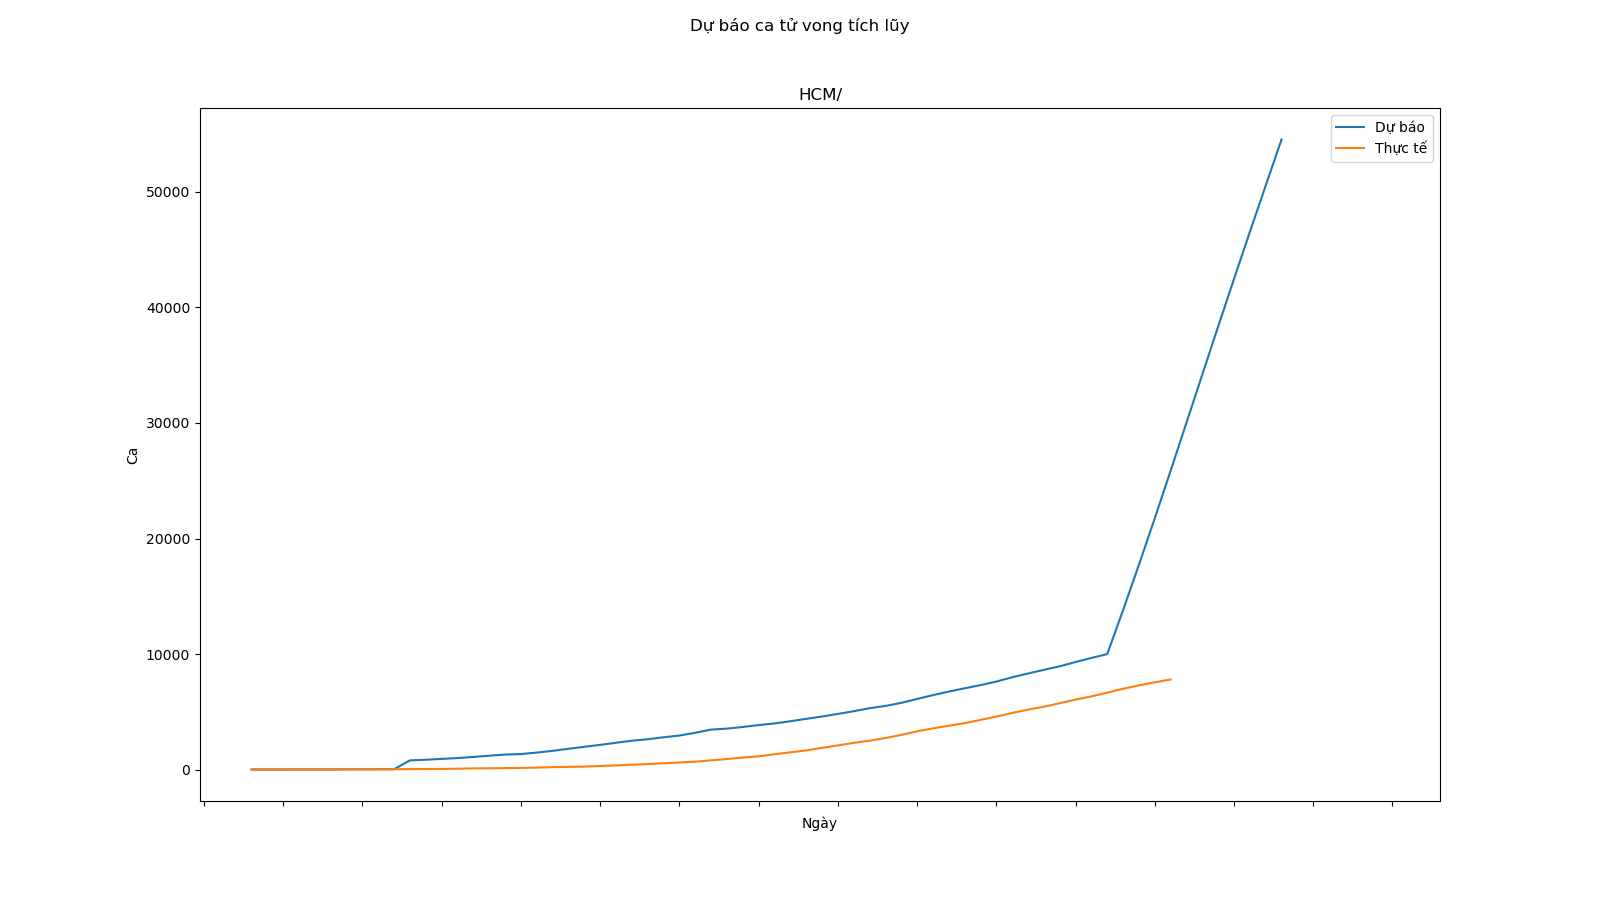 Dự báo ca tử vong tích lũy
HCM/
Dự báo
Thực tế
50000
40000
30000
20000
10000
0
Ca
Ngày